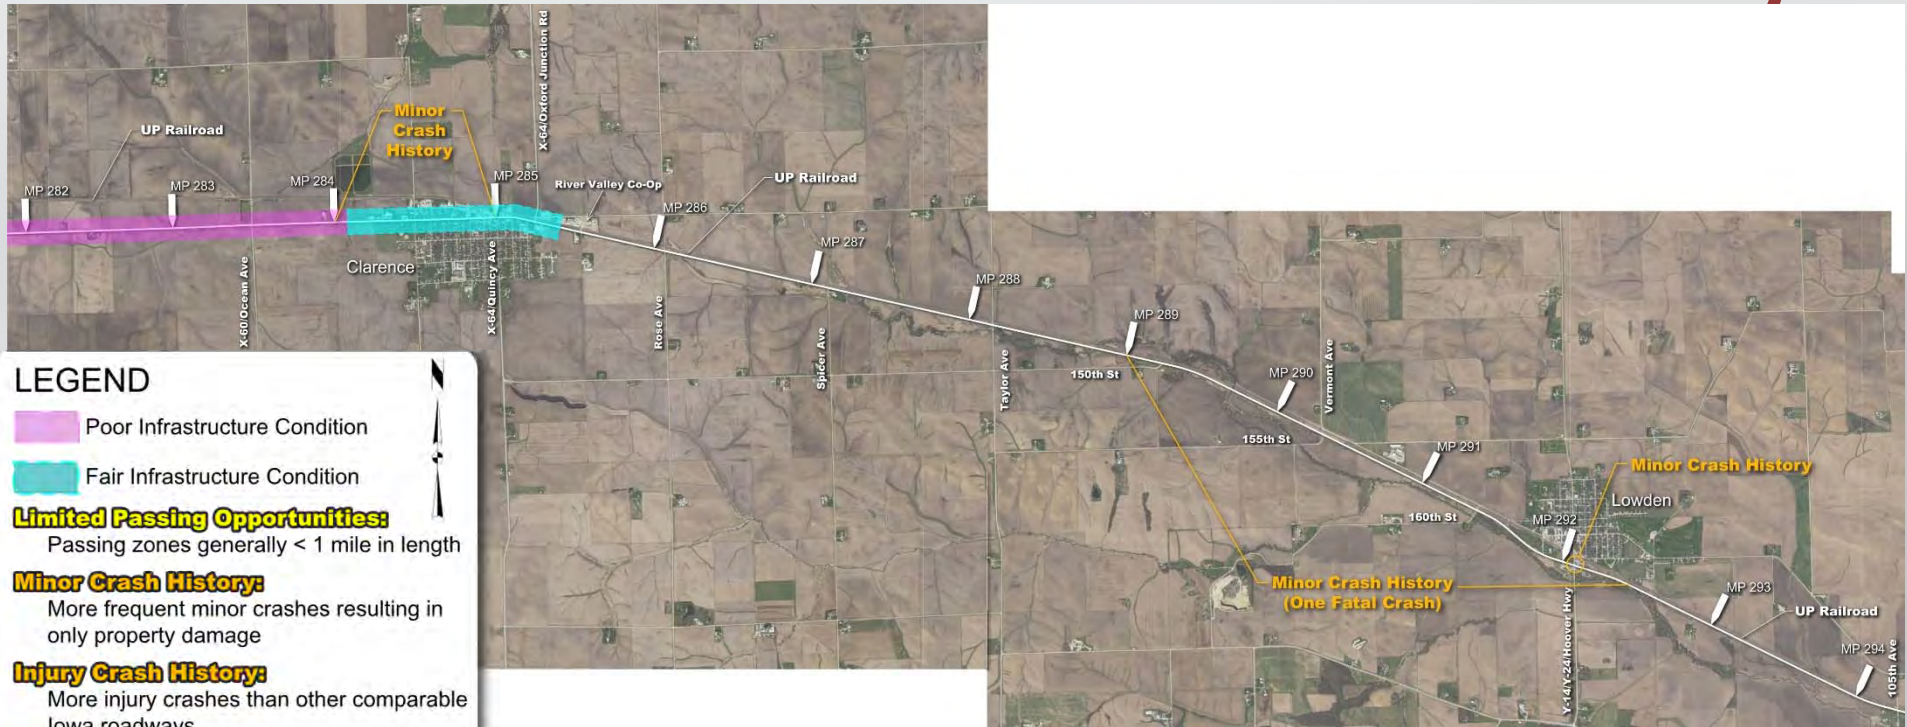 UP Railroad
Minor
Crash
History
X-64/Oxford Junction Rd
MP 282
MP 283
MP 284
MP 285
River Valley Co-Op
UP Railroad
MP 286
MP 287
MP 288
MP 289
MP 290
MP 291
MP 292
MP 293
MP 294
Clarence
X-60/Ocean Ave
X-64/Quincy Ave
Rose Ave
Spicer Ave
Taylor Ave
150th St
Vermont Ave
155th St
160th St
Minor Crash History
Lowden
Minor Crash History
(One Fatal Crash)
Y-14/Y-24/Hoover Hwy
UP Railroad
105th Ave
LEGEND
N
Poor Infrastructure Condition
Fair Infrastructure Condition
Limited Passing Opportunities:
Passing zones generally < 1 mile in length
Minor Crash History:
More frequent minor crashes resulting in
only property damage
Injury Crash History:
More injury crashes than other comparable
Iowa roadways